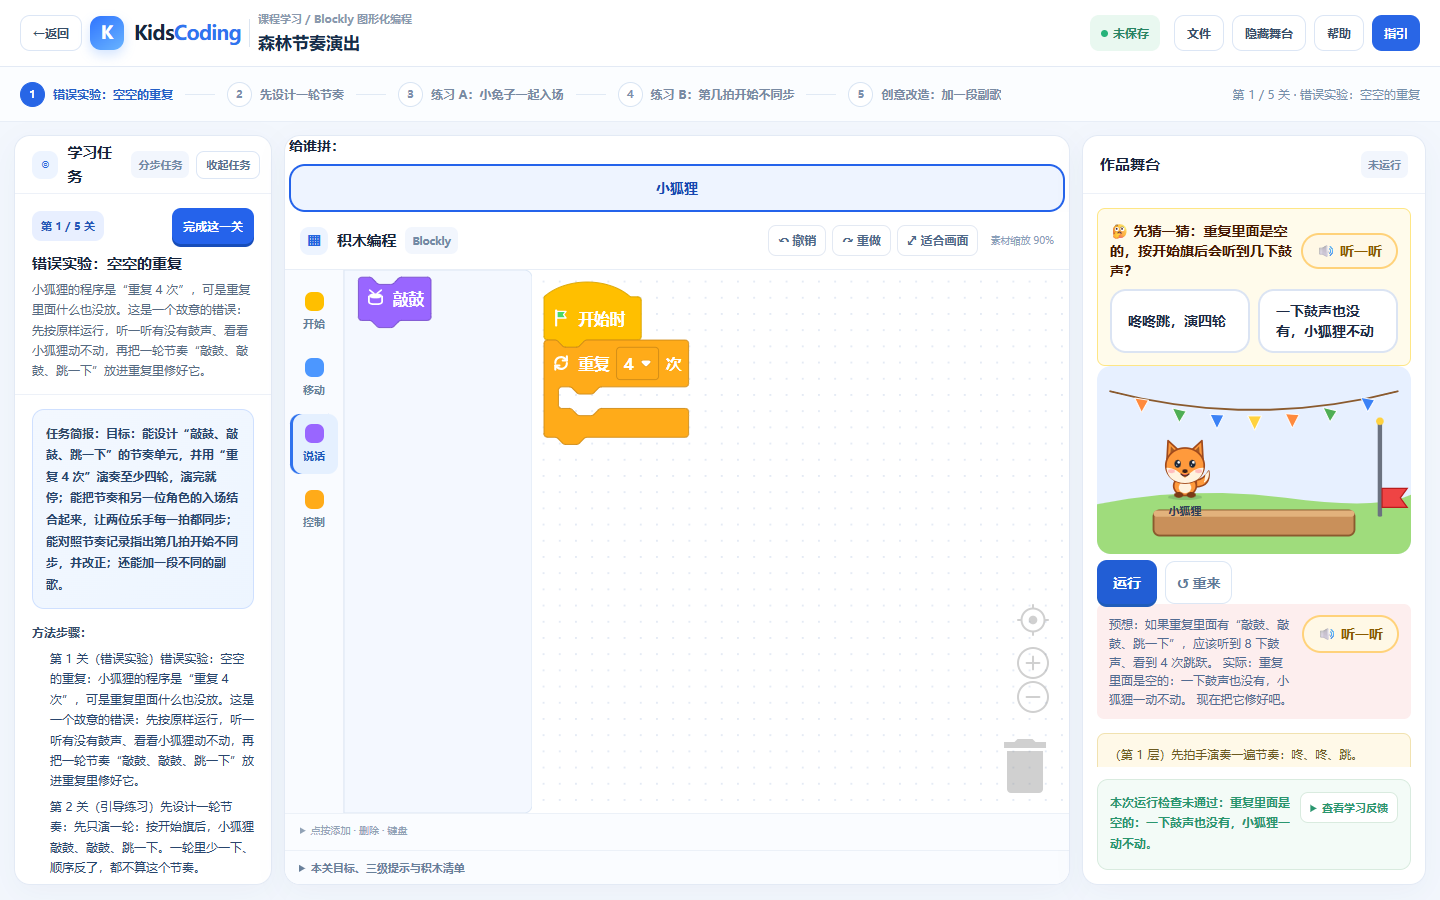 ←返回
K
KidsCoding
课程学习 / Blockly 图形化编程
森林节奏演出
未保存
文件
隐藏舞台
帮助
指引
1 错误实验：空空的重复
2 先设计一轮节奏
3 练习 A：小兔子一起入场
4 练习 B：第几拍开始不同步
5 创意改造：加一段副歌
第 1 / 5 关 · 错误实验：空空的重复
学习任
务
分步任务
收起任务
第 1 / 5 关
完成这一关
错误实验：空空的重复
小狐狸的程序是“重复 4 次”，可是重复
里面什么也没放。这是一个故意的错误：
先按原样运行，听一听有没有鼓声、看看
小狐狸动不动，再把一轮节奏“敲鼓、敲
鼓、跳一下”放进重复里修好它。
任务简报：目标：能设计“敲鼓、敲
鼓、跳一下”的节奏单元，并用“重
复 4 次”演奏至少四轮，演完就
停；能把节奏和另一位角色的入场结
合起来，让两位乐手每一拍都同步；
能对照节奏记录指出第几拍开始不同
步，并改正；还能加一段不同的副
歌。
方法步骤：
第 1 关（错误实验）错误实验：空空
的重复：小狐狸的程序是“重复 4
次”，可是重复里面什么也没放。这是
一个故意的错误：先按原样运行，听一
听有没有鼓声、看看小狐狸动不动，再
把一轮节奏“敲鼓、敲鼓、跳一下”放
进重复里修好它。
第 2 关（引导练习）先设计一轮节
奏：先只演一轮：按开始旗后，小狐狸
敲鼓、敲鼓、跳一下。一轮里少一下、
顺序反了，都不算这个节奏。
给谁拼：
小狐狸
积木编程
Blockly
撤销
重做
适合画面
素材缩放 90%
开始
移动
说话
控制
敲鼓
开始时
重复 4 次
点按添加 · 删除 · 键盘
本关目标、三级提示与积木清单
作品舞台
未运行
先猜一猜：重复里面是空
的，按开始旗后会听到几下鼓
声？
听一听
咚咚跳，演四轮
一下鼓声也没
有，小狐狸不动
小狐狸
运行
↺ 重来
预想：如果重复里面有“敲鼓、敲
鼓、跳一下”，应该听到 8 下鼓
声、看到 4 次跳跃。 实际：重复
里面是空的：一下鼓声也没有，小
狐狸一动不动。 现在把它修好吧。
听一听
（第 1 层）先拍手演奏一遍节奏：咚、咚、跳。
本次运行检查未通过：重复里面是
空的：一下鼓声也没有，小狐狸一
动不动。
查看学习反馈